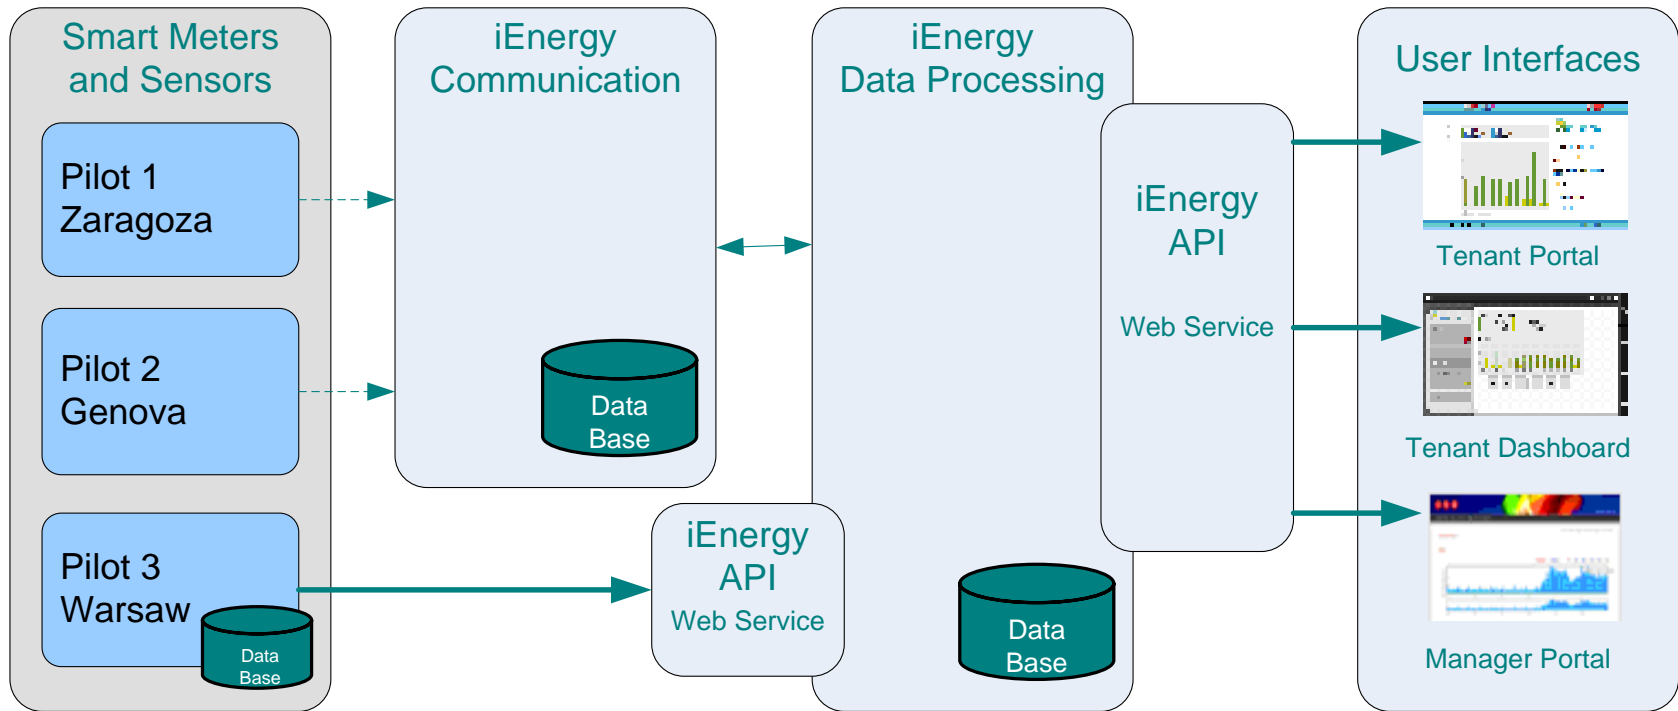 Smart Meters
and Sensors
Pilot 1
Zaragoza
Pilot 2
Genova
Pilot 3
Warsaw
Data
Base
iEnergy
Communication
Data
Base
iEnergy
API
Web Service
iEnergy
Data Processing
Data
Base
iEnergy
API
Web Service
User Interfaces
Tenant Portal
Tenant Dashboard
Manager Portal